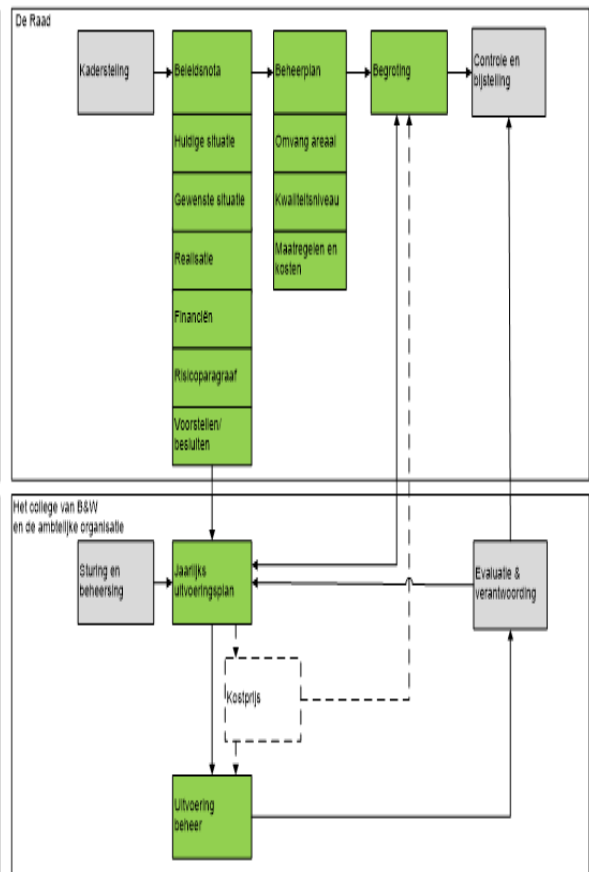 De Raad
Kaderstelling
Beleidsnota
Beheerplan
Begroting
Controle en
bijstelling
Huidige situatie
Gewenste situatie
Realisatie
Financiën
Risicoparagraaf
Voorstellen/
besluiten
Omvang areaal
Kwaliteitsniveau
Maatregelen en
kosten
Het college van B&W
en de ambtelijke organisatie
Sturing en
beheersing
Jaarlijks
uitvoeringsplan
Evaluatie &
verantwoording
Kostprijs
Uitvoering
beheer